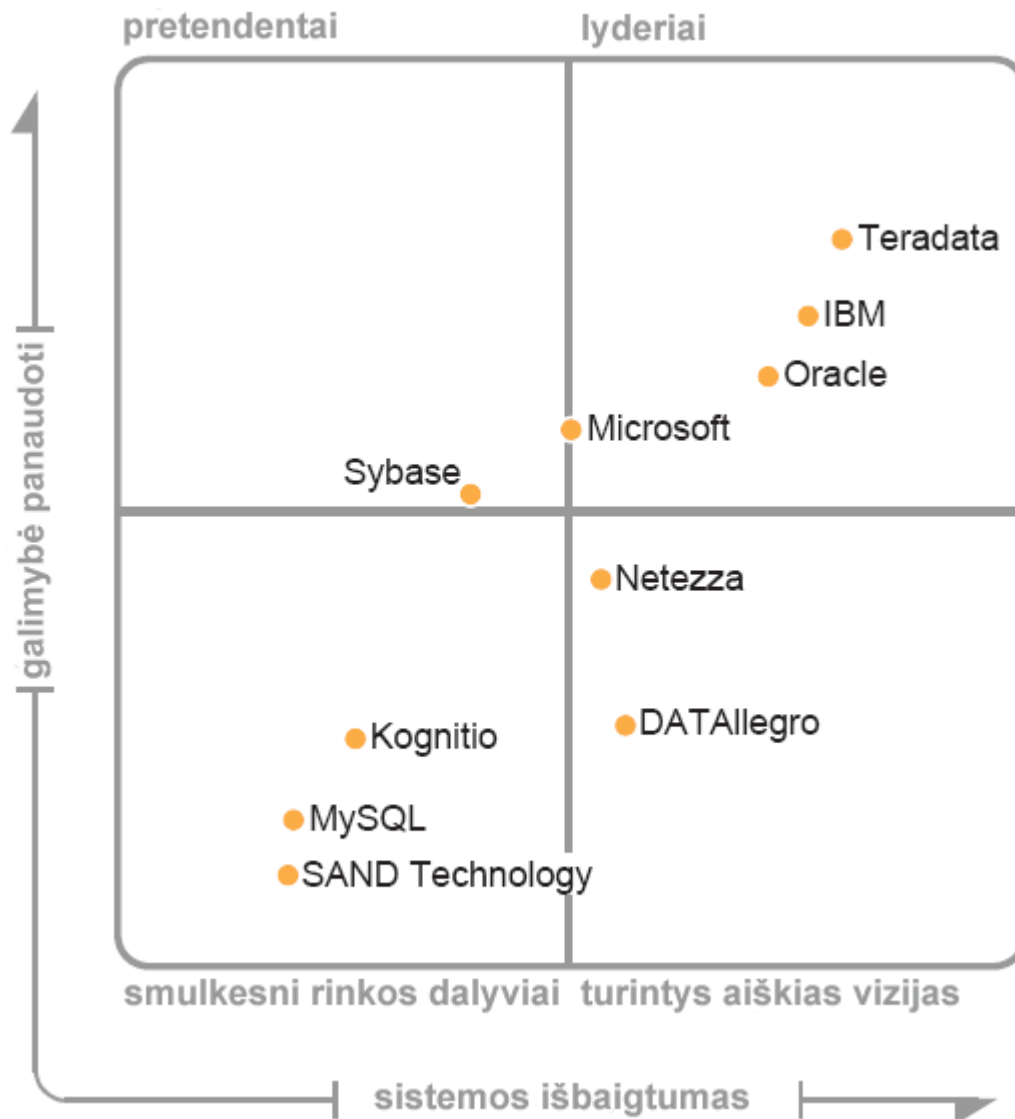 pretendentai
lyderiai
Teradata
IBM
Oracle
Microsoft
Sybase
galimybė panaudoti
Netezza
DATAllegro
Kognitio
MySQL
SAND Technology
smulkesni rinkos dalyviai
turintys aiškias vizijas
sistemos išbaigtumas